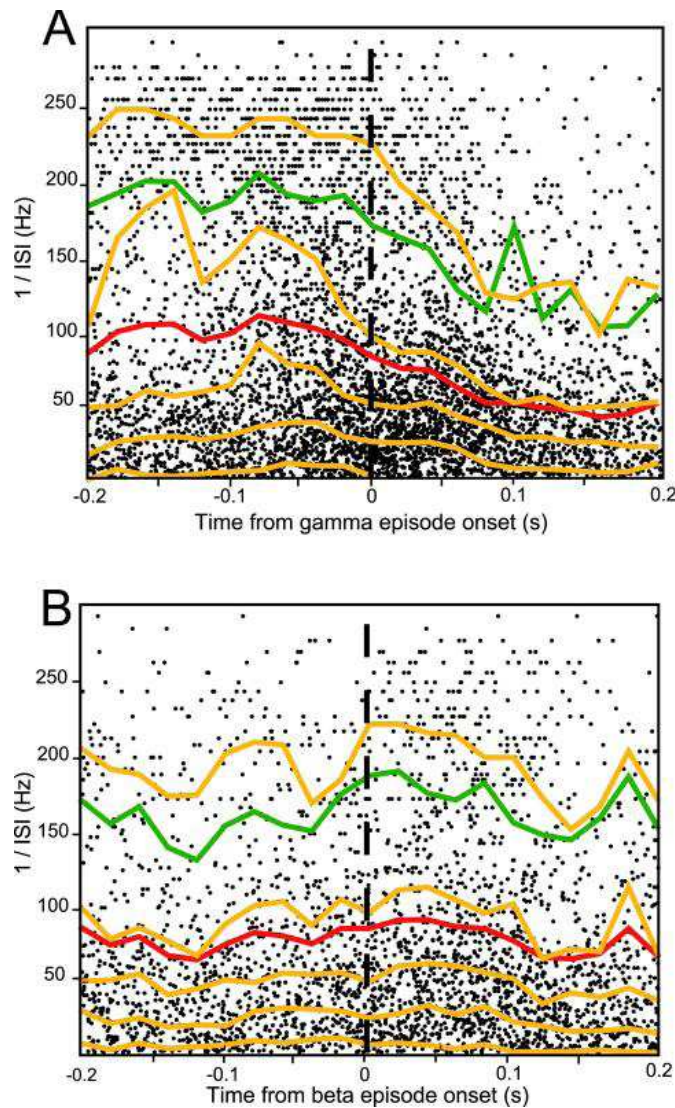 A
250
200
150
100
50
1 / ISI (Hz)
-0.2 -0.1 0 0.1 0.2
Time from gamma episode onset (s)
B
250
200
150
100
50
1 / ISI (Hz)
-0.2 -0.1 0 0.1 0.2
Time from beta episode onset (s)